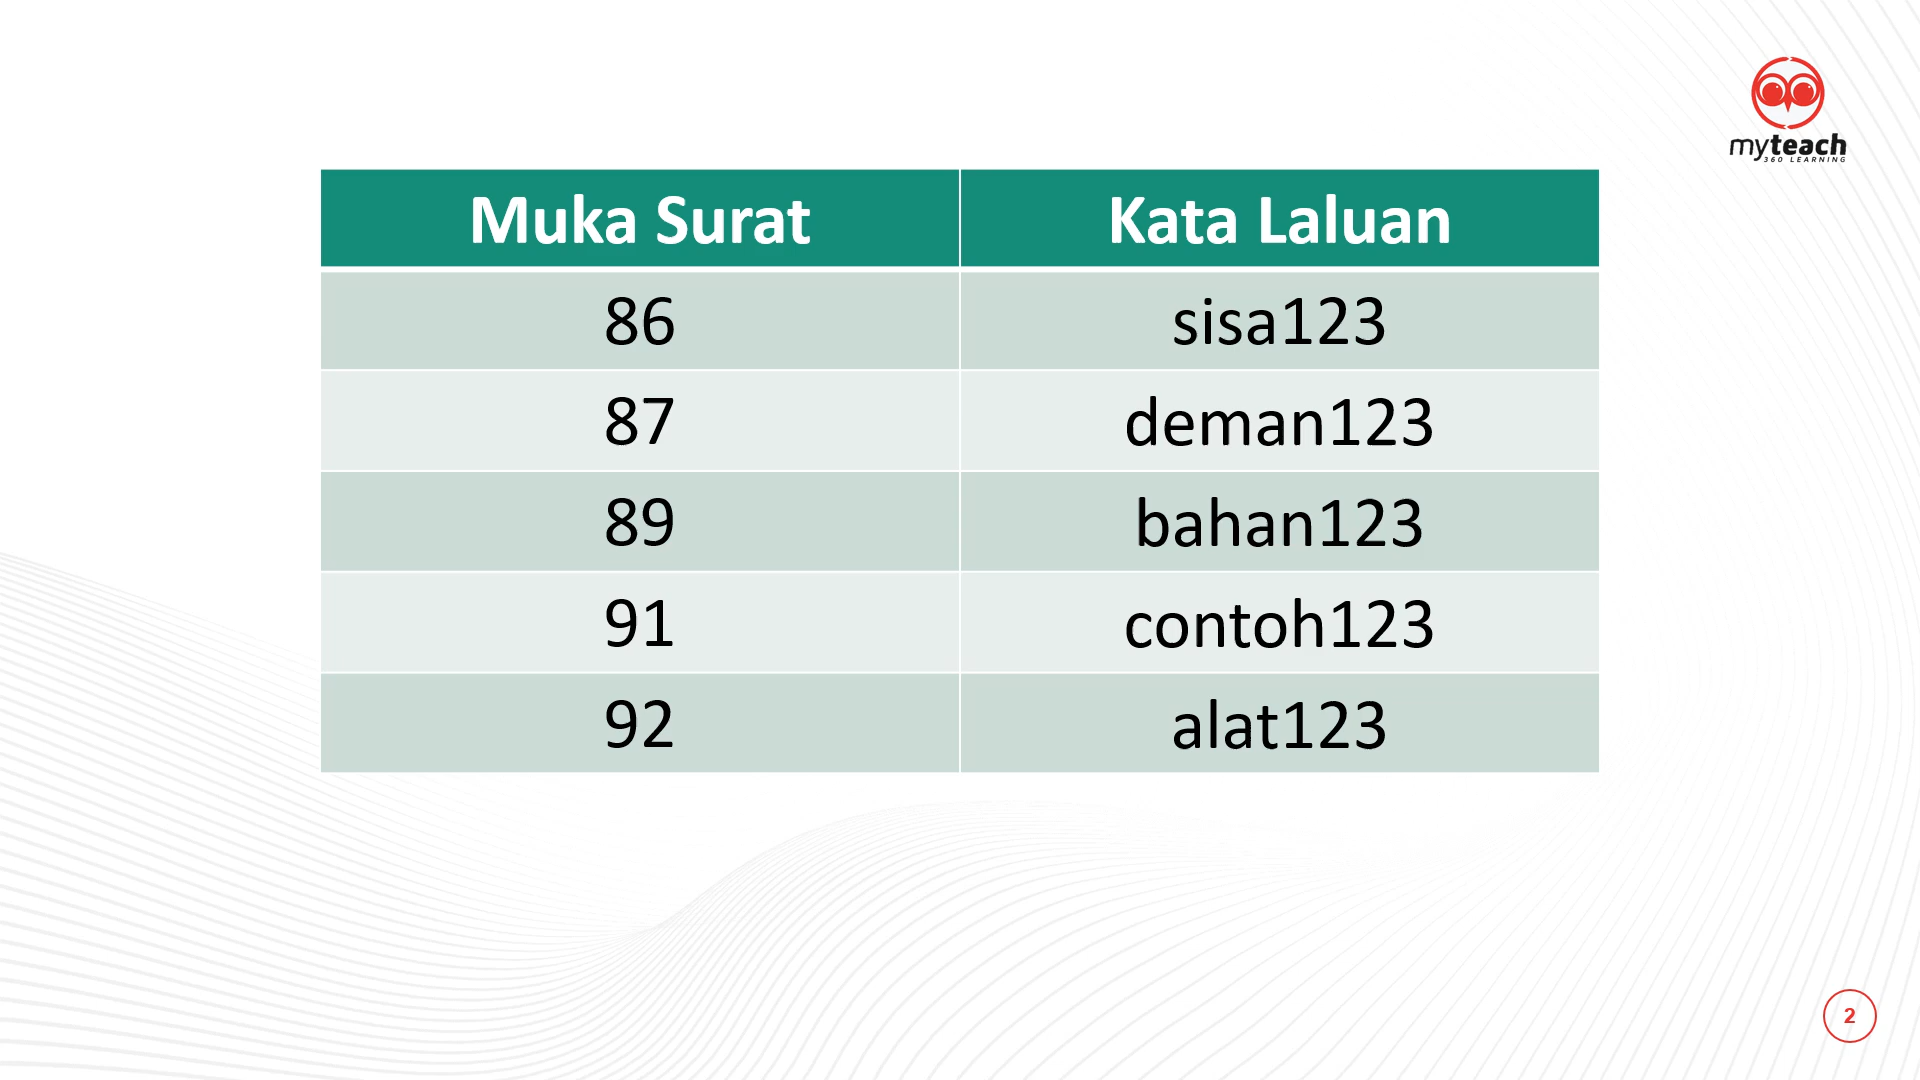 myteach
360 LEARNING
Muka Surat Kata Laluan
86 sisa123
87 deman123
89 bahan123
91 contoh123
92 alat123
2